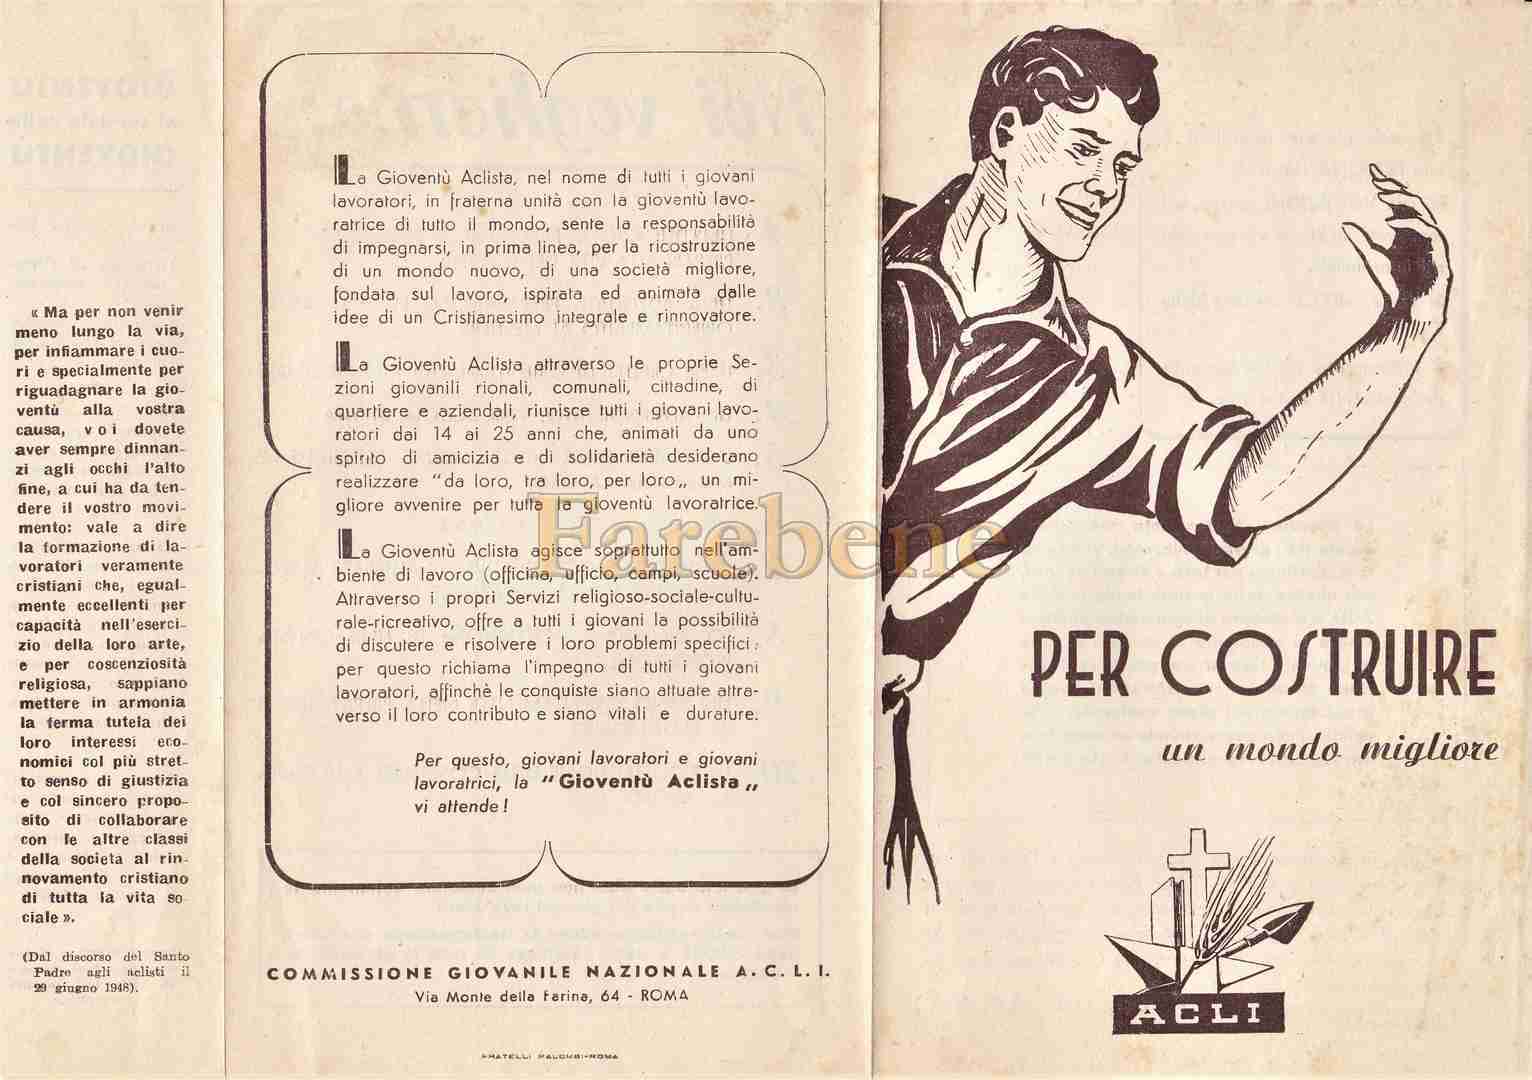 « Ma per non venir
meno lungo la via,
per infiammare i cuo-
ri e specialmente per
riguadagnare la gio-
ventù alla vostra
causa, voi dovete
aver sempre dinnan-
zi agli occhi l'alto
fine, a cui ha da ten-
dere il vostro movi-
mento: vale a dire
la formazione di la-
voratori veramente
cristiani che, egual-
mente eccellenti per
capacità nell'eserci-
zio della loro arte,
e per coscenziosità
religiosa, sappiano
mettere in armonia
la ferma tutela dei
loro interessi eco-
nomici col più stret-
to senso di giustizia
e col sincero propo-
sito di collaborare
con le altre classi
della società al rin-
novamento cristiano
di tutta la vita so-
ciale ».
(Dal discorso del Santo
Padre agli aclisti il
29 giugno 1948).
La Gioventù Aclista, nel nome di tutti i giovani
lavoratori, in fraterna unità con la gioventù lavo-
ratrice di tutto il mondo, sente la responsabilità
di impegnarsi, in prima linea, per la ricostruzione
di un mondo nuovo, di una società migliore,
fondata sul lavoro, ispirata ed animata dalle
idee di un Cristianesimo integrale e rinnovatore.
La Gioventù Aclista attraverso le proprie Se-
zioni giovanili rionali, comunali, cittadine, di
quartiere e aziendali, riunisce tutti i giovani lavo-
ratori dai 14 ai 25 anni che, animati da uno
spirito di amicizia e di solidarietà desiderano
realizzare "da loro, tra loro, per loro„ un mi-
gliore avvenire per tutta la gioventù lavoratrice.
La Gioventù Aclista agisce soprattutto nell'am-
biente di lavoro (officina, ufficio, campi, scuole).
Attraverso i propri Servizi religioso-sociale-cultu-
rale-ricreativo, offre a tutti i giovani la possibilità
di discutere e risolvere i loro problemi specifici:
per questo richiama l'impegno di tutti i giovani
lavoratori, affinchè le conquiste siano attuate attra-
verso il loro contributo e siano vitali e durature.
Per questo, giovani lavoratori e giovani
lavoratrici, la "Gioventù Aclista„
vi attende!
COMMISSIONE GIOVANILE NAZIONALE A.C.L.I.
Via Monte della Farina, 64 - ROMA
FRATELLI PALOMBI-ROMA
Farebene
PER COSTRUIRE
un mondo migliore
ACLI